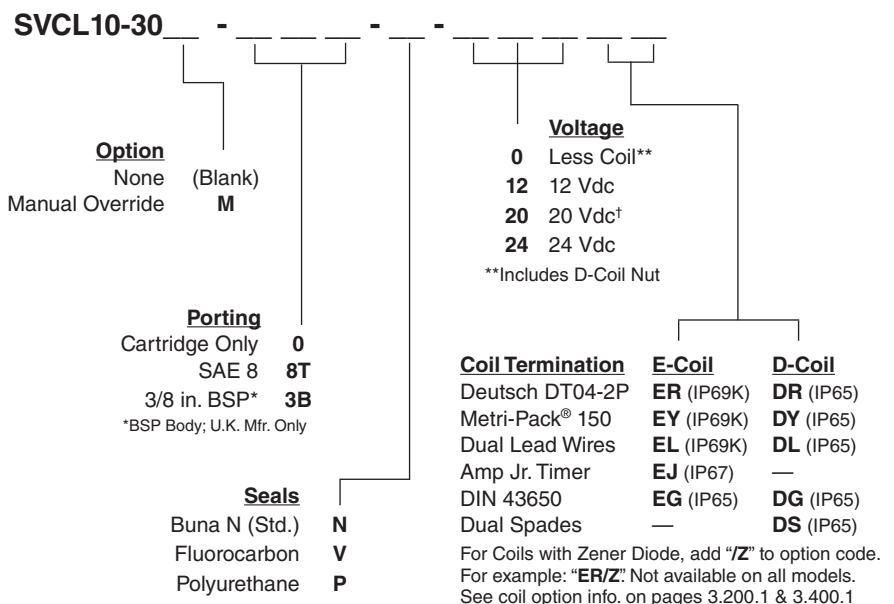 SVCL10-30__ - __ __ __ - __ - __ __ __ __ __
Option
None (Blank)
Manual Override M
Porting
Cartridge Only 0
SAE 8 8T
3/8 in. BSP* 3B
*BSP Body; U.K. Mfr. Only
Seals
Buna N (Std.) N
Fluorocarbon V
Polyurethane P
Voltage
0 Less Coil**
12 12 Vdc
20 20 Vdc†
24 24 Vdc
**Includes D-Coil Nut
Coil Termination E-Coil D-Coil
Deutsch DT04-2P ER (IP69K) DR (IP65)
Metri-Pack® 150 EY (IP69K) DY (IP65)
Dual Lead Wires EL (IP69K) DL (IP65)
Amp Jr. Timer EJ (IP67) —
DIN 43650 EG (IP65) DG (IP65)
Dual Spades — DS (IP65)
For Coils with Zener Diode, add “/Z” to option code.
For example: “ER/Z”. Not available on all models.
See coil option info. on pages 3.200.1 & 3.400.1